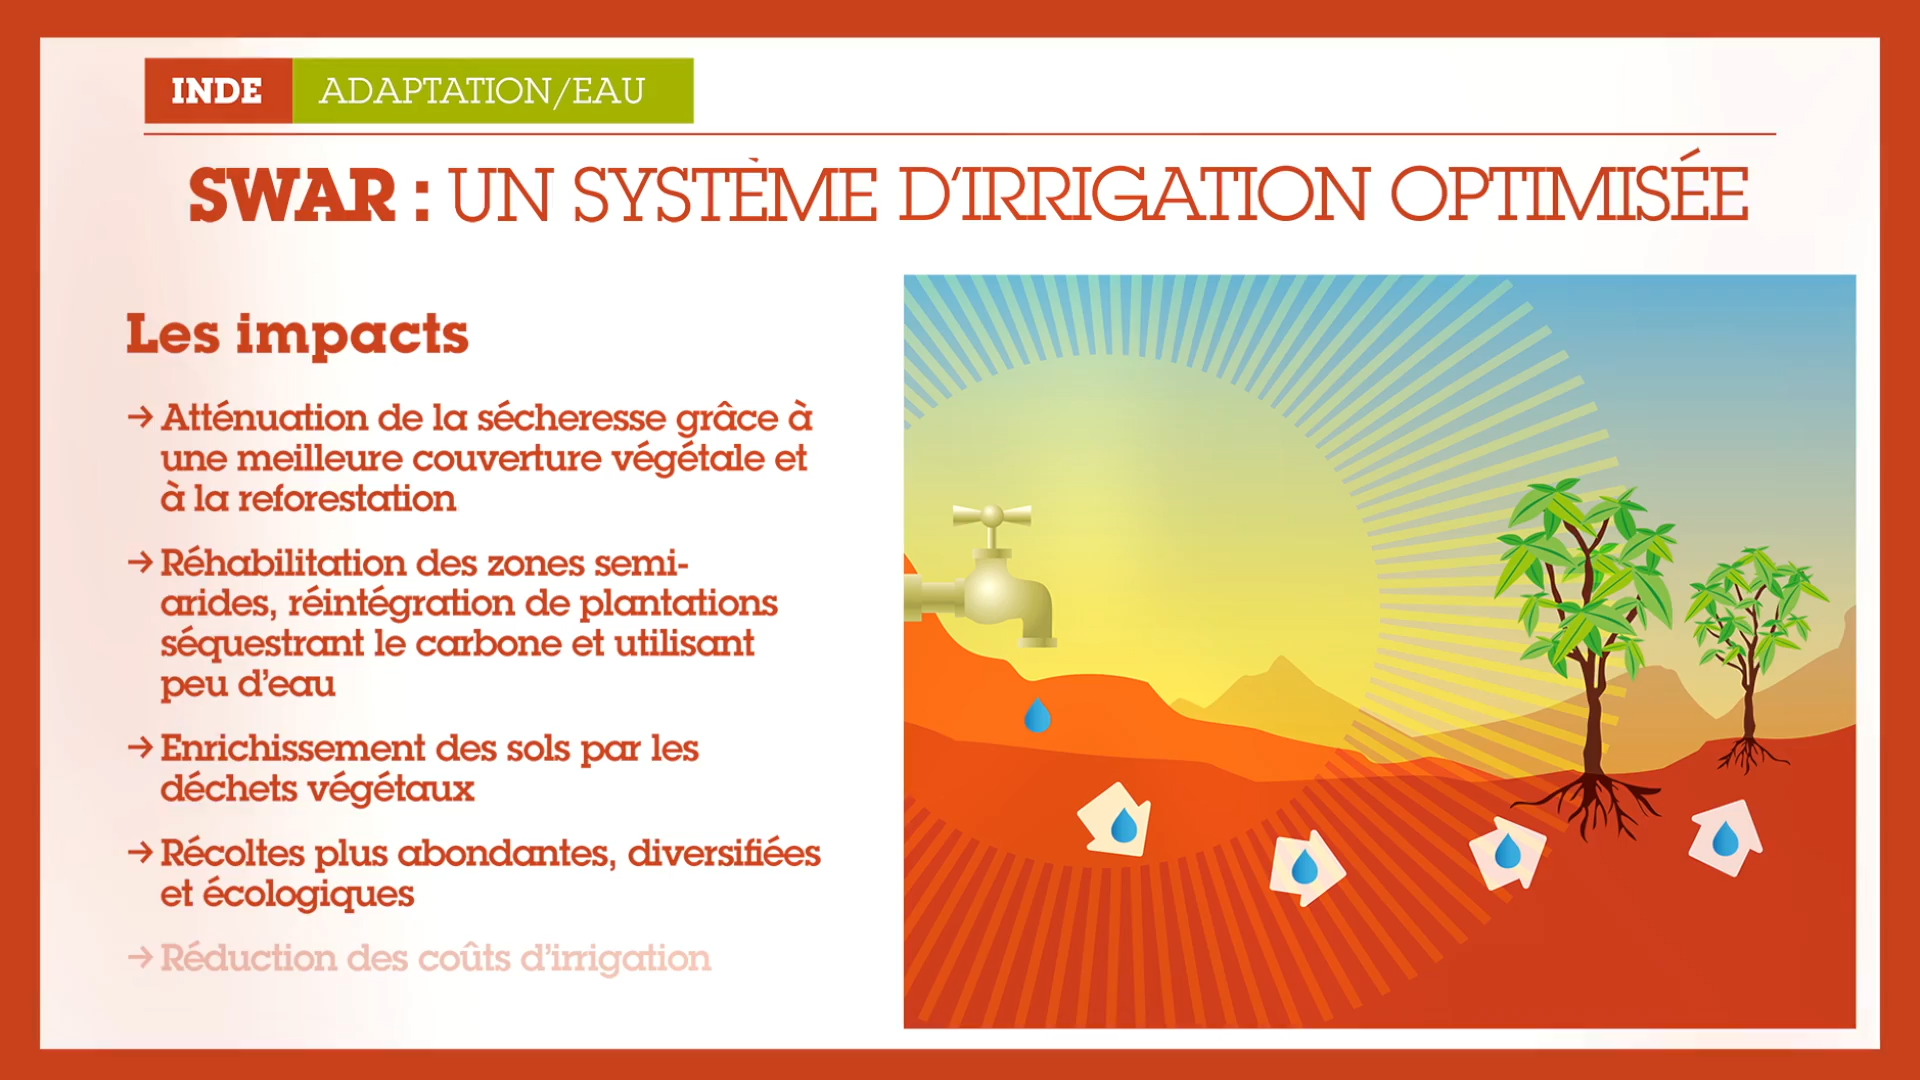 INDE ADAPTATION/EAU
SWAR : UN SYSTÈME D'IRRIGATION OPTIMISÉE
Les impacts
→ Atténuation de la sécheresse grâce à
une meilleure couverture végétale et
à la reforestation
→ Réhabilitation des zones semi-
arides, réintégration de plantations
séquestrant le carbone et utilisant
peu d'eau
→ Enrichissement des sols par les
déchets végétaux
→ Récoltes plus abondantes, diversifiées
et écologiques
→ Réduction des coûts d'irrigation